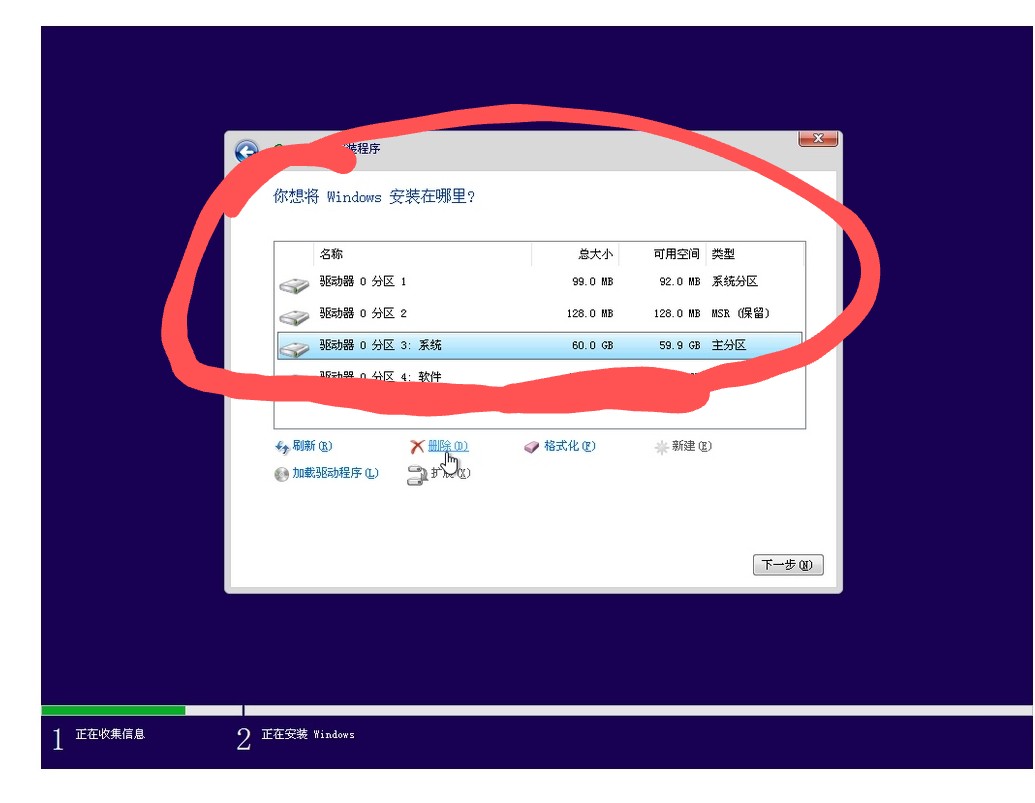 装程序
你想将 Windows 安装在哪里?
名称 总大小 可用空间 类型
驱动器 0 分区 1 99.0 MB 92.0 MB 系统分区
驱动器 0 分区 2 128.0 MB 128.0 MB MSR (保留)
驱动器 0 分区 3: 系统 60.0 GB 59.9 GB 主分区
驱动器 0 分区 4: 软件
刷新(R) 删除(D) 格式化(F) 新建(E)
加载驱动程序(L) 扩展(X)
下一步(N)
1 正在收集信息 2 正在安装 Windows